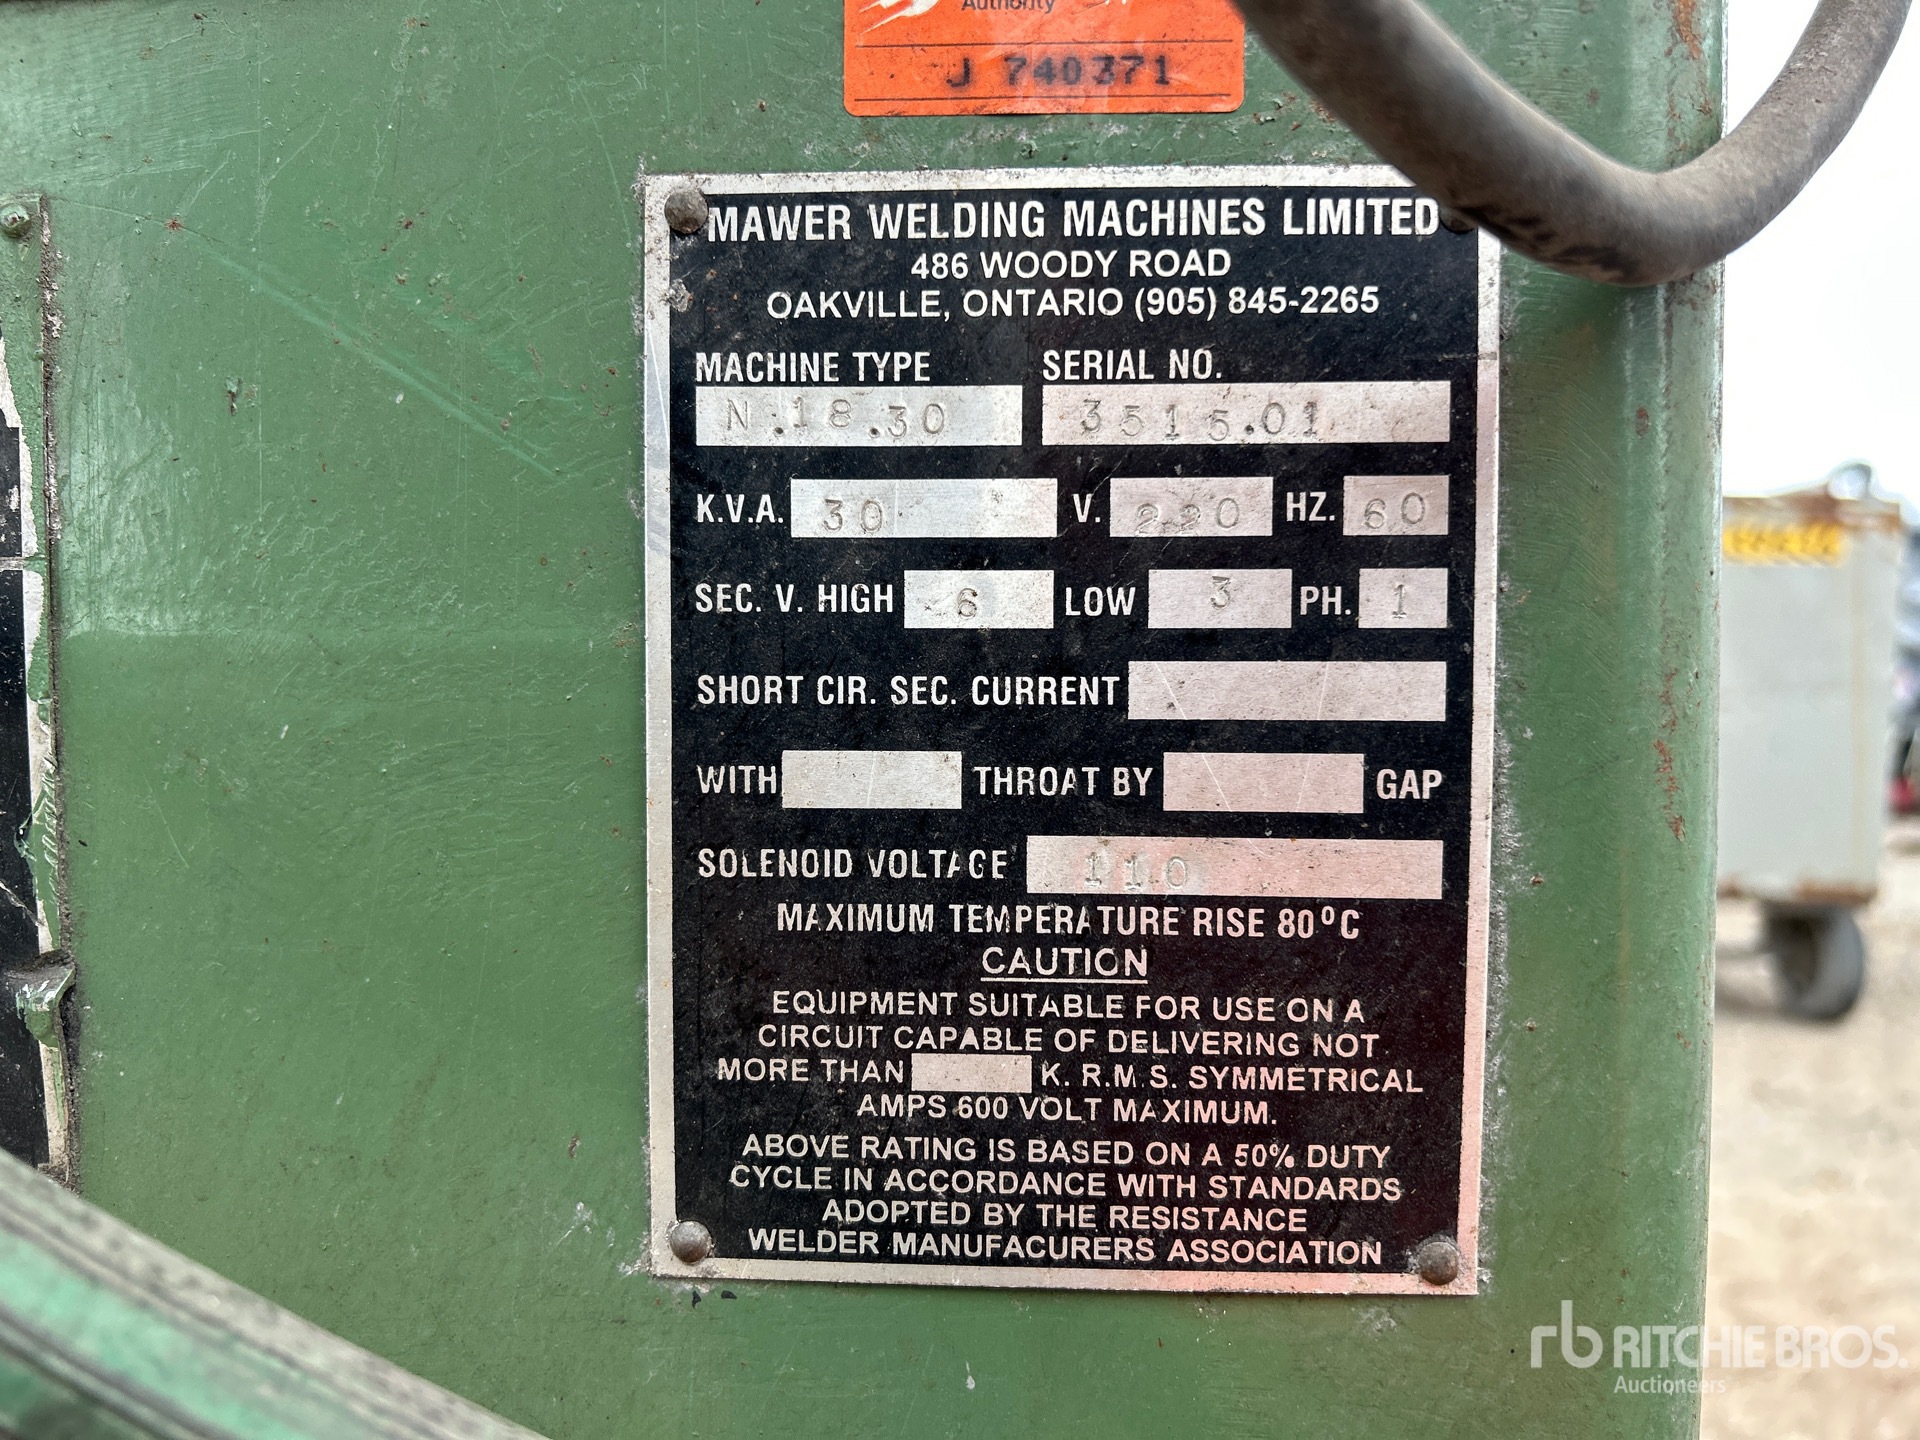 Authority
J 740371
MAWER WELDING MACHINES LIMITED
486 WOODY ROAD
OAKVILLE, ONTARIO (905) 845-2265
MACHINE TYPE SERIAL NO.
N.18.30 3515.01
K.V.A. 30 V. 220 HZ. 60
SEC. V. HIGH 6 LOW 3 PH. 1
SHORT CIR. SEC. CURRENT
WITH THROAT BY GAP
SOLENOID VOLTAGE 110
MAXIMUM TEMPERATURE RISE 80°C
CAUTION
EQUIPMENT SUITABLE FOR USE ON A
CIRCUIT CAPABLE OF DELIVERING NOT
MORE THAN K. R.M.S. SYMMETRICAL
AMPS 600 VOLT MAXIMUM.
ABOVE RATING IS BASED ON A 50% DUTY
CYCLE IN ACCORDANCE WITH STANDARDS
ADOPTED BY THE RESISTANCE
WELDER MANUFACURERS ASSOCIATION
rb RITCHIE BROS.
Auctioneers